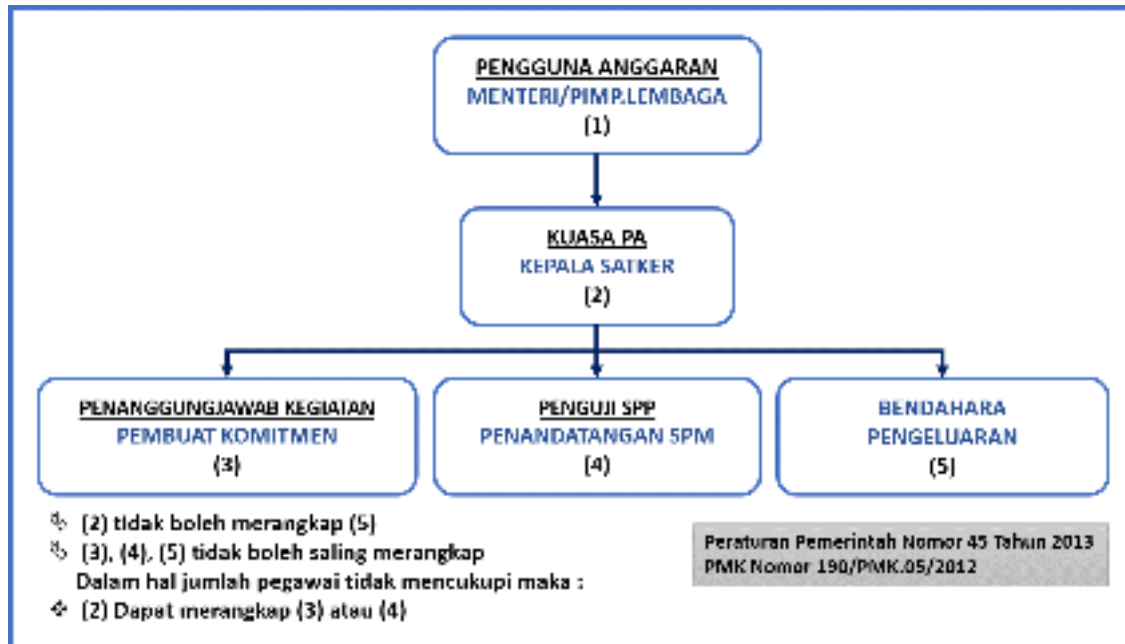 PENGGUNA ANGGARAN
MENTERI/PIMP.LEMBAGA
(1)
KUASA PA
KEPALA SATKER
(2)
PENANGGUNGJAWAB KEGIATAN
PEMBUAT KOMITMEN
(3)
PENGUJI SPP
PENANDATANGAN SPM
(4)
BENDAHARA
PENGELUARAN
(5)
(2) tidak boleh merangkap (5)
(3), (4), (5) tidak boleh saling merangkap
Dalam hal jumlah pegawai tidak mencukupi maka :
(2) Dapat merangkap (3) atau (4)
Peraturan Pemerintah Nomor 45 Tahun 2013
PMK Nomor 190/PMK.05/2012